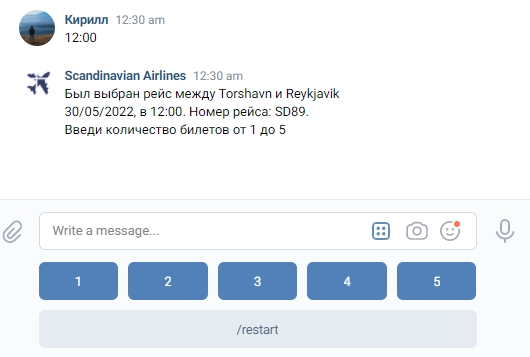 Кирилл 12:30 am
12:00
Scandinavian Airlines 12:30 am
Был выбран рейс между Torshavn и Reykjavik
30/05/2022, в 12:00. Номер рейса: SD89.
Введи количество билетов от 1 до 5
Write a message...
1 2 3 4 5
/restart